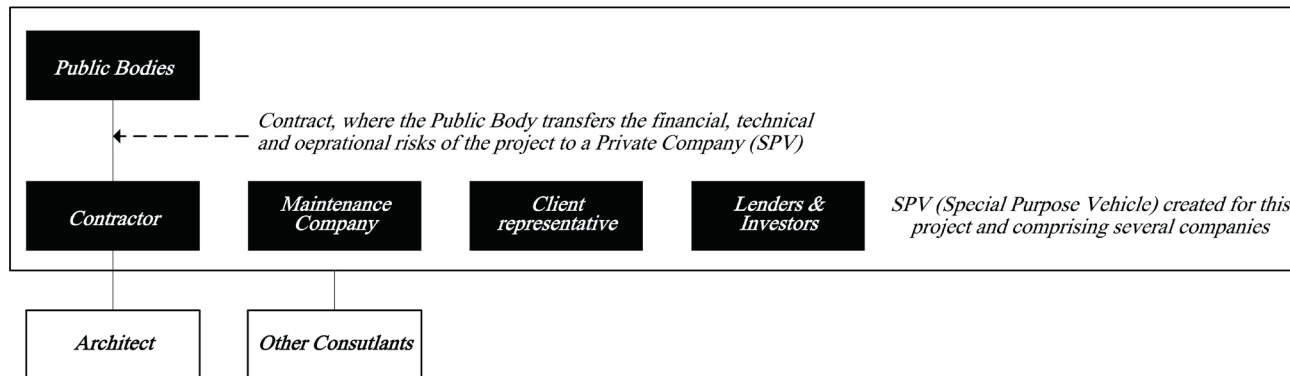 Public Bodies
Contract, where the Public Body transfers the financial, technical
and oeprational risks of the project to a Private Company (SPV)
Contractor
Maintenance
Company
Client
representative
Lenders &
Investors
SPV (Special Purpose Vehicle) created for this
project and comprising several companies
Architect
Other Consutlants